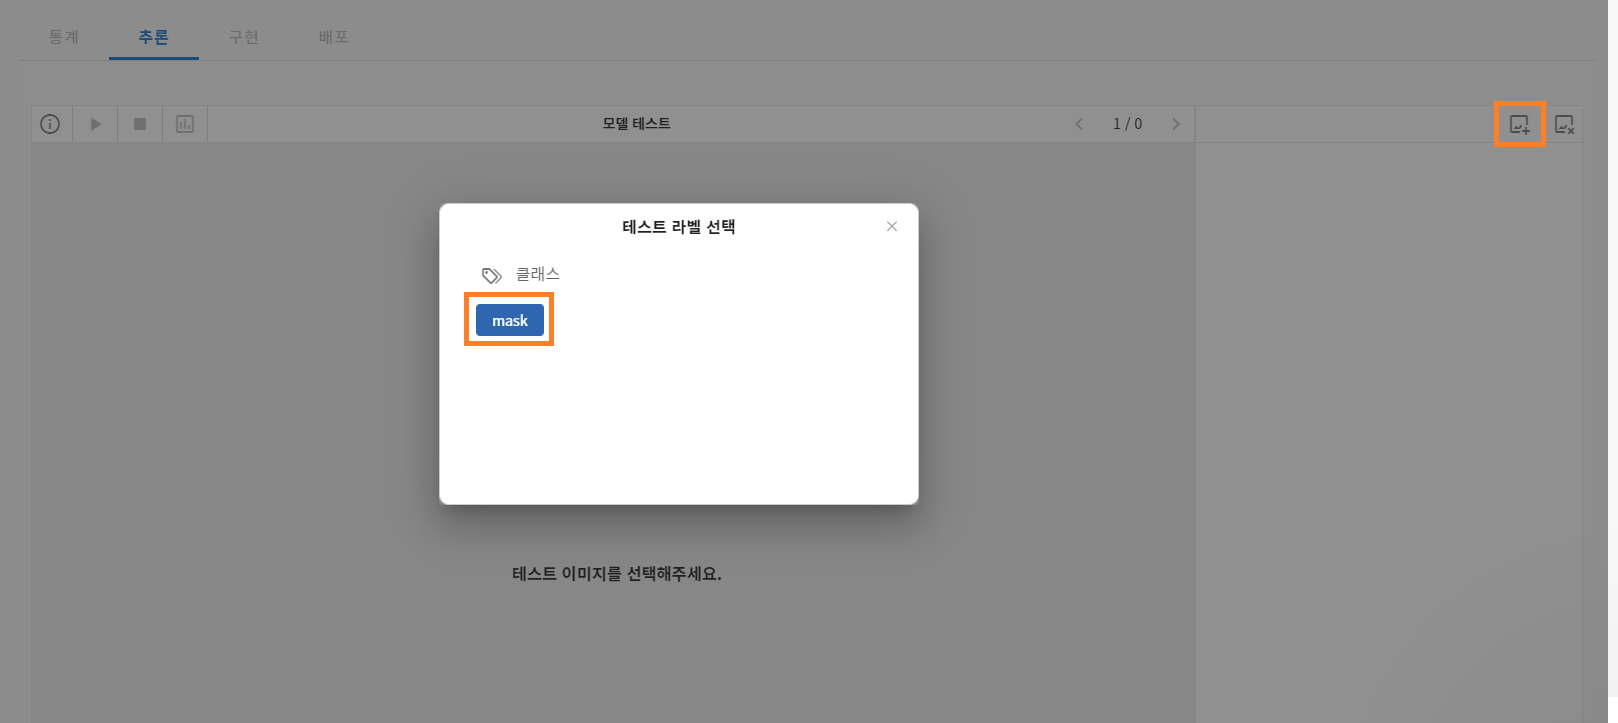 통계 추론 구현 배포
모델 테스트 1 / 0
테스트 라벨 선택
클래스
mask
테스트 이미지를 선택해주세요.